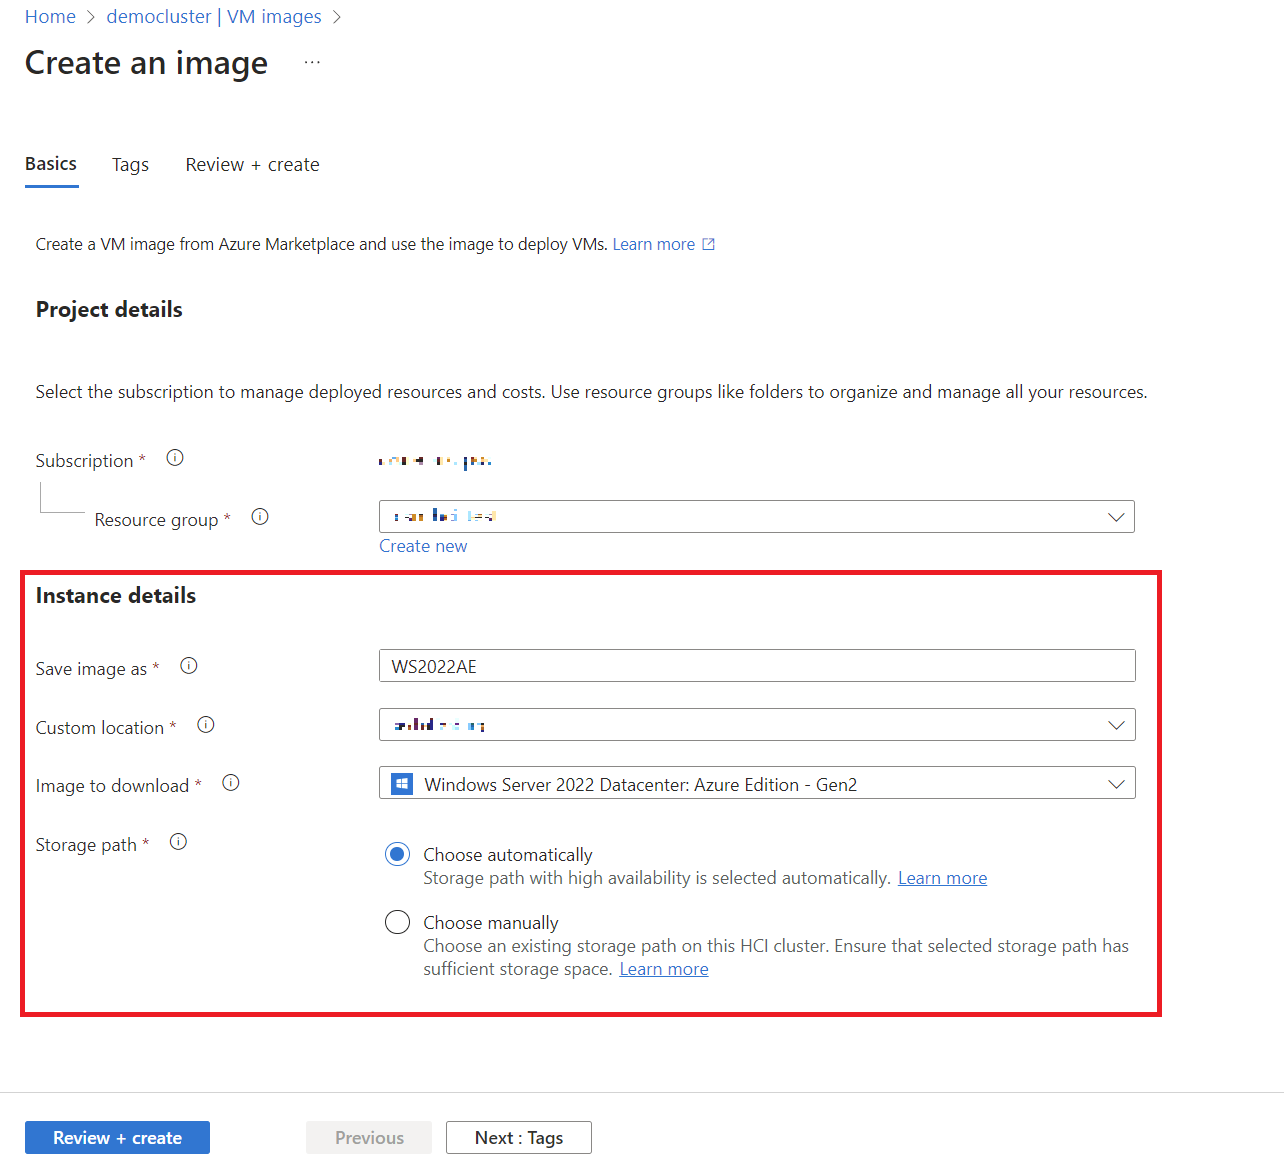 Home > democluster | VM images >
Create an image ...
Basics Tags Review + create
Create a VM image from Azure Marketplace and use the image to deploy VMs. Learn more
Project details
Select the subscription to manage deployed resources and costs. Use resource groups like folders to organize and manage all your resources.
Subscription *
Resource group *
Create new
Instance details
Save image as * WS2022AE
Custom location *
Image to download * Windows Server 2022 Datacenter: Azure Edition - Gen2
Storage path * Choose automatically
Storage path with high availability is selected automatically. Learn more
Choose manually
Choose an existing storage path on this HCI cluster. Ensure that selected storage path has
sufficient storage space. Learn more
Review + create Previous Next : Tags